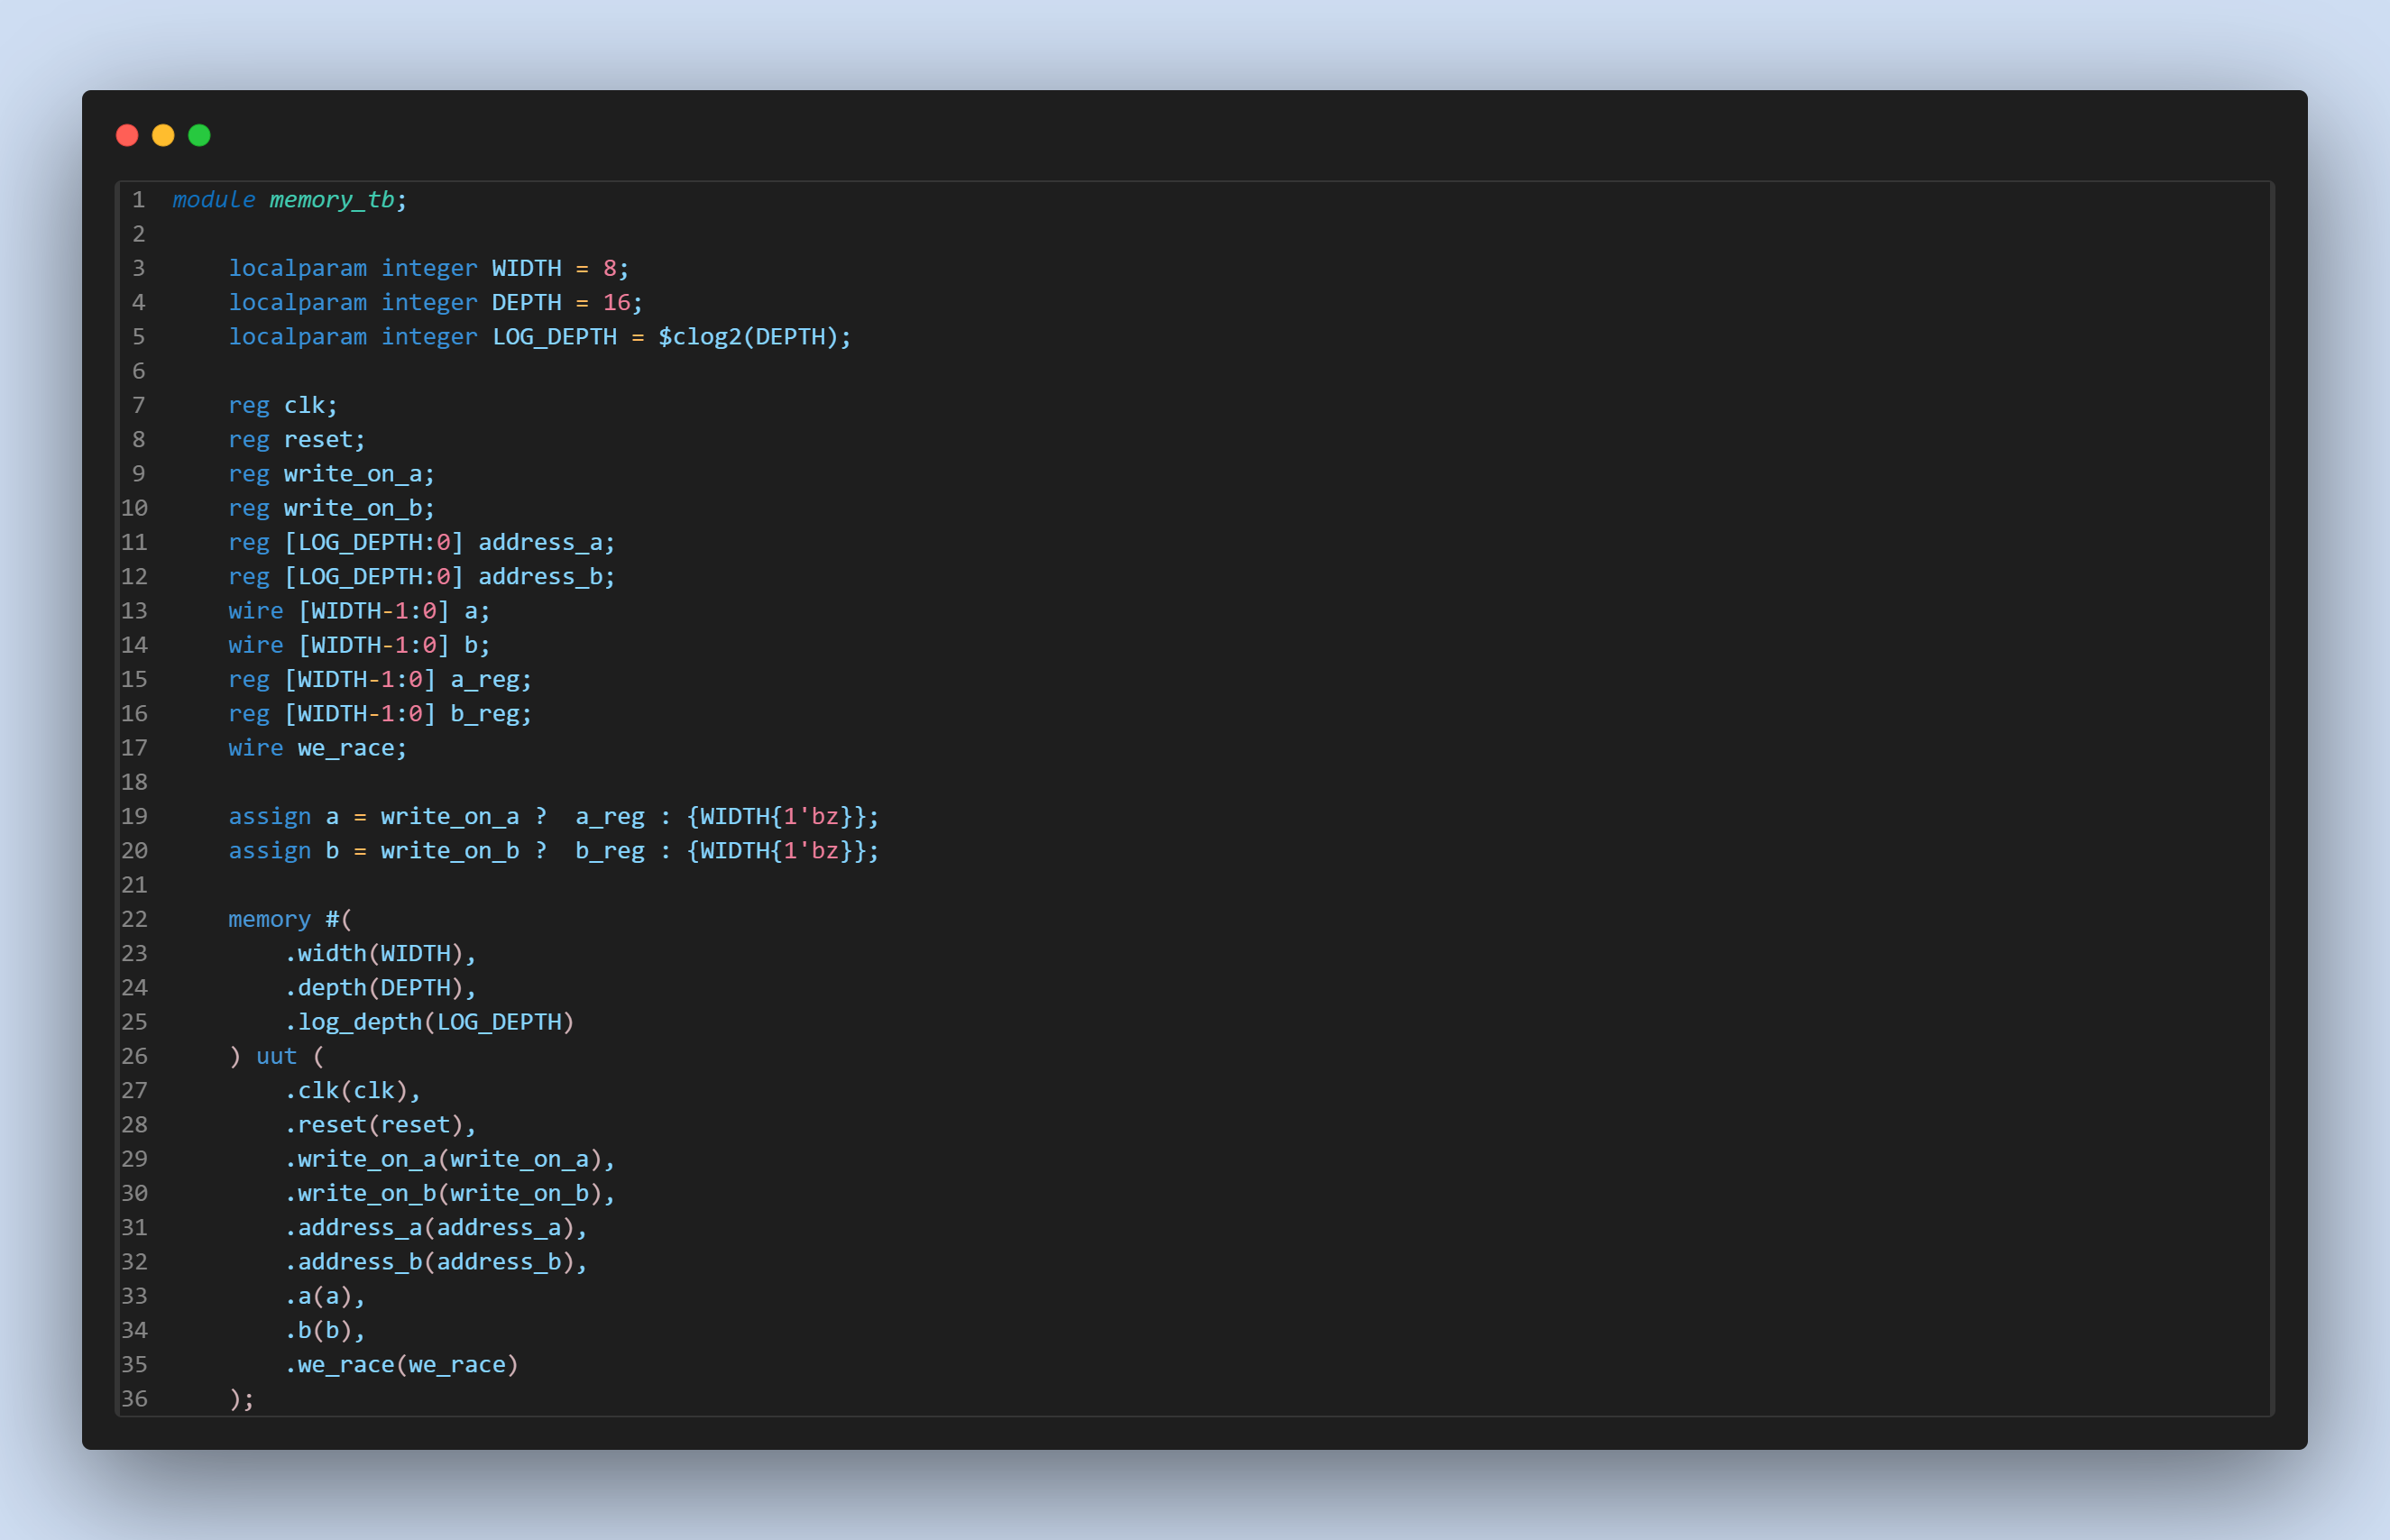 1 module memory_tb;
2
3     localparam integer WIDTH = 8;
4     localparam integer DEPTH = 16;
5     localparam integer LOG_DEPTH = $clog2(DEPTH);
6
7     reg clk;
8     reg reset;
9     reg write_on_a;
10     reg write_on_b;
11     reg [LOG_DEPTH:0] address_a;
12     reg [LOG_DEPTH:0] address_b;
13     wire [WIDTH-1:0] a;
14     wire [WIDTH-1:0] b;
15     reg [WIDTH-1:0] a_reg;
16     reg [WIDTH-1:0] b_reg;
17     wire we_race;
18
19     assign a = write_on_a ?  a_reg : {WIDTH{1'bz}};
20     assign b = write_on_b ?  b_reg : {WIDTH{1'bz}};
21
22     memory #(
23         .width(WIDTH),
24         .depth(DEPTH),
25         .log_depth(LOG_DEPTH)
26     ) uut (
27         .clk(clk),
28         .reset(reset),
29         .write_on_a(write_on_a),
30         .write_on_b(write_on_b),
31         .address_a(address_a),
32         .address_b(address_b),
33         .a(a),
34         .b(b),
35         .we_race(we_race)
36     );